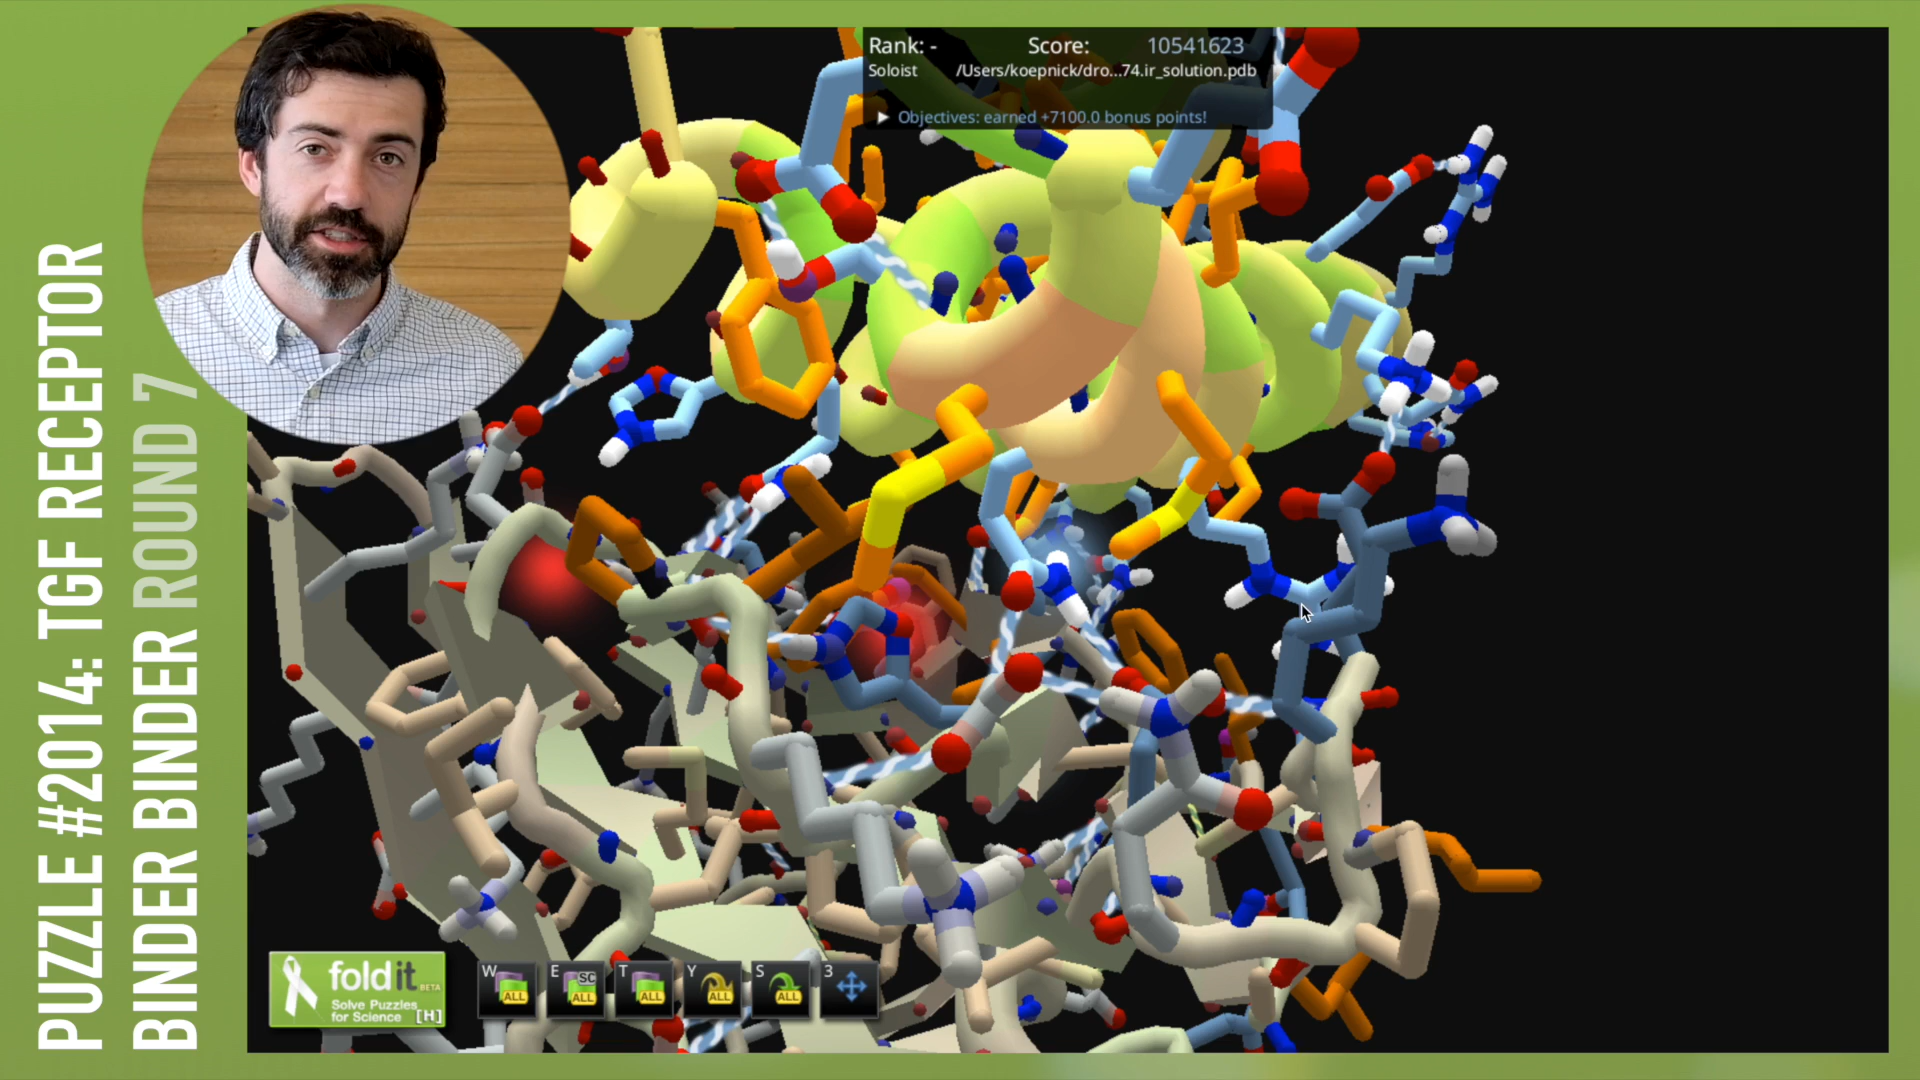 PUZZLE #2014: TGF RECEPTOR
BINDER BINDER ROUND 7
Rank: - Score: 10541623
Soloist /Users/koepnick/dro...74.ir_solution.pdb
Objectives: earned +7100.0 bonus points!
foldit BETA
Solve Puzzles
for Science [H]
W ALL
E SC ALL
T ALL
Y ALL
S ALL
3